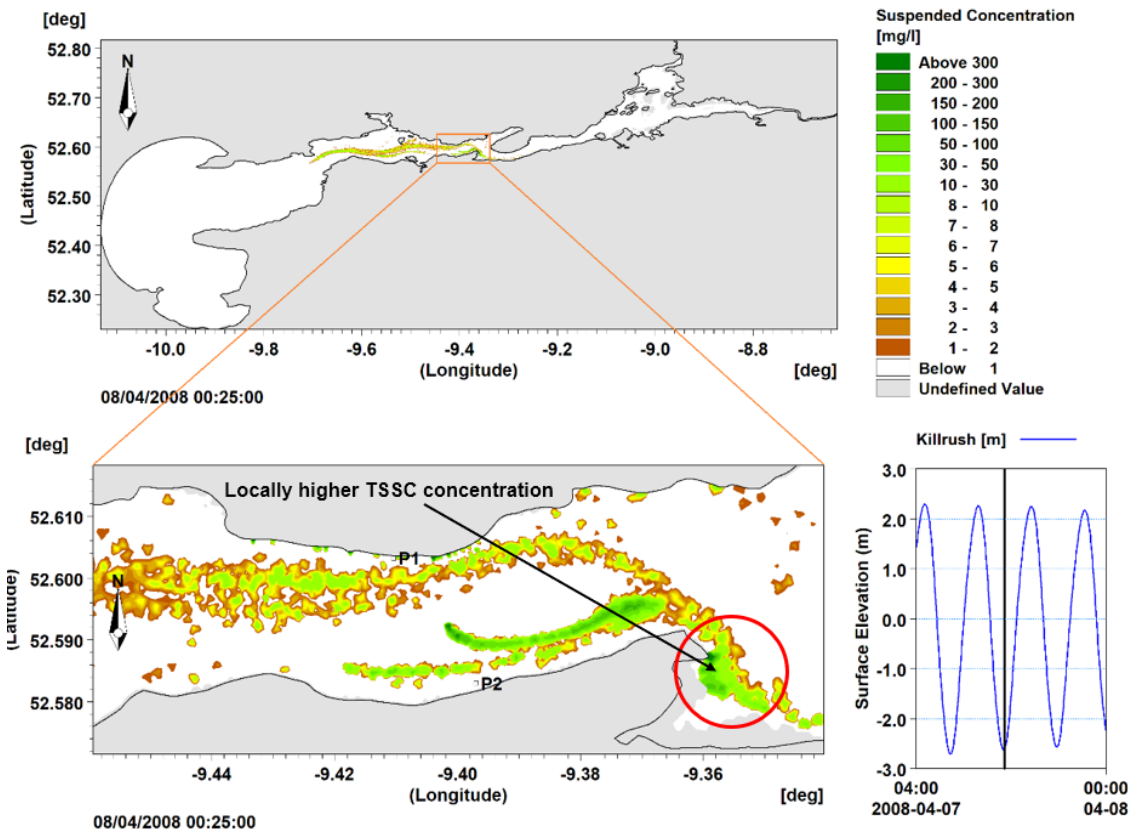 [deg]
52.80
52.70
52.60
52.50
52.40
52.30
(Latitude)
N
-10.0
-9.8
-9.6
-9.4
-9.2
-9.0
-8.8
(Longitude)
[deg]
08/04/2008 00:25:00
Suspended Concentration
[mg/l]
Above 300
200 - 300
150 - 200
100 - 150
50 - 100
30 - 50
10 - 30
8 - 10
7 - 8
6 - 7
5 - 6
4 - 5
3 - 4
2 - 3
1 - 2
Below 1
Undefined Value
[deg]
52.610
52.600
52.590
52.580
(Latitude)
N
Locally higher TSSC concentration
P1
P2
-9.44
-9.42
-9.40
-9.38
-9.36
(Longitude)
[deg]
08/04/2008 00:25:00
Killrush [m]
3.0
2.0
1.0
0.0
-1.0
-2.0
-3.0
Surface Elevation (m)
04:00
2008-04-07
00:00
04-08